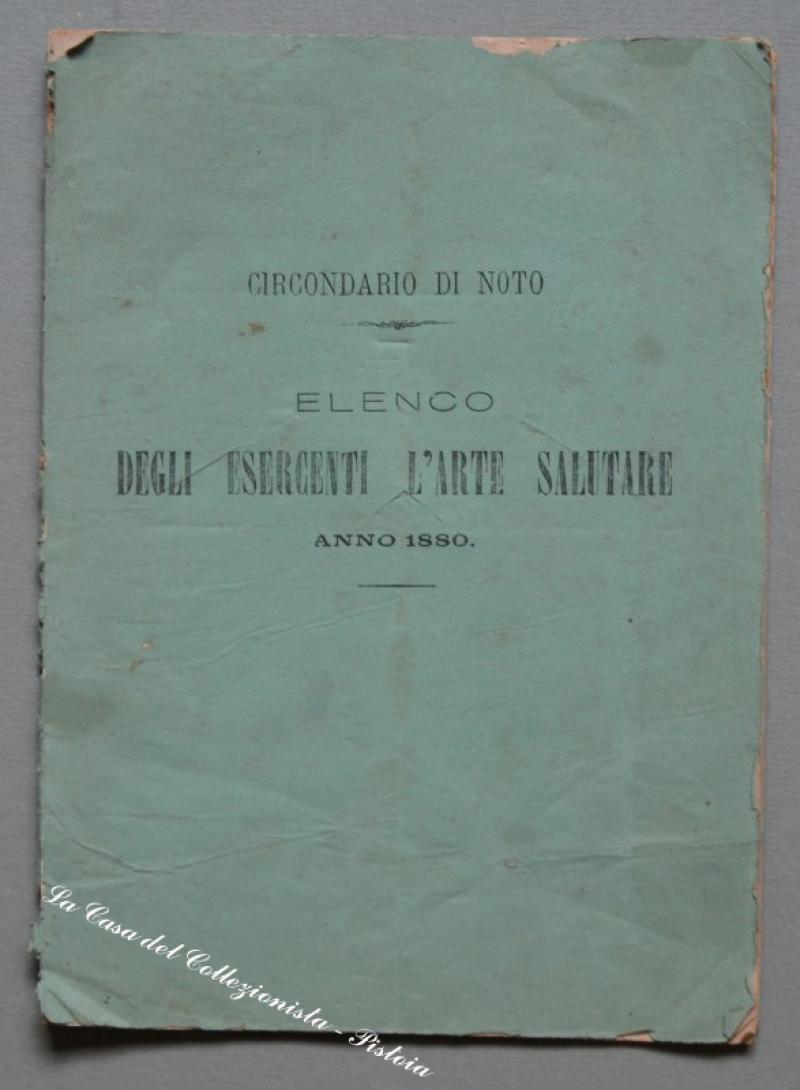 CIRCONDARIO DI NOTO
ELENCO
DEGLI ESERCENTI L'ARTE SALUTARE
ANNO 1880.
La Casa del Collezionista - Pistoia